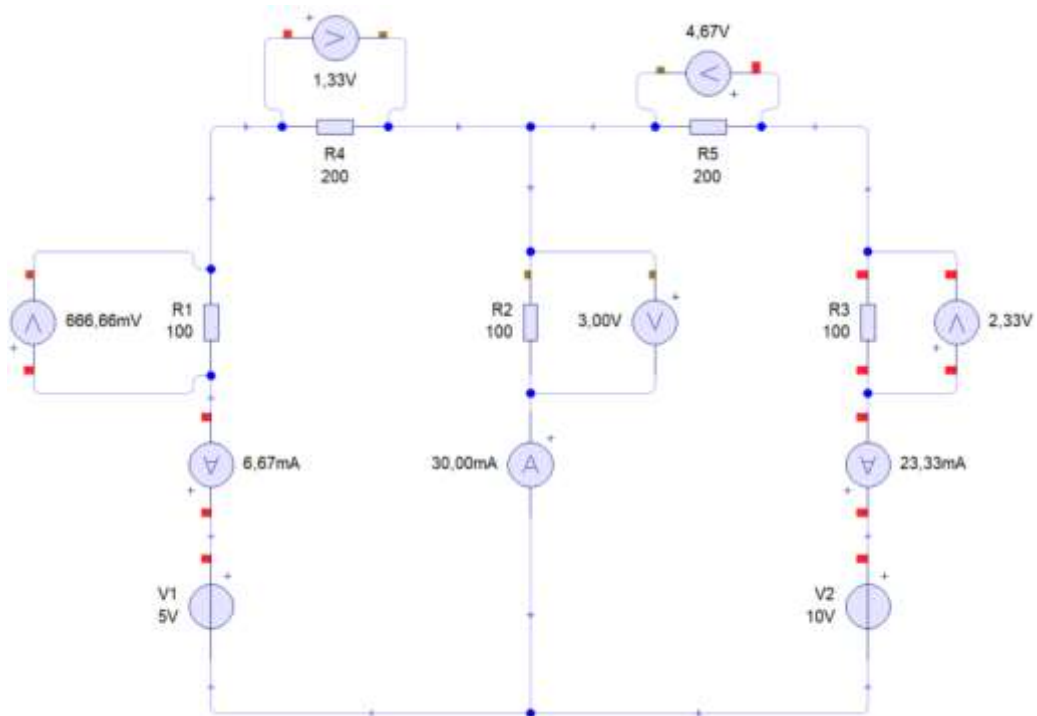 1,33V
4,67V
R4
200
R5
200
666,66mV
R1
100
R2
100
3,00V
R3
100
2,33V
6,67mA
30,00mA
A
23,33mA
V1
5V
V2
10V